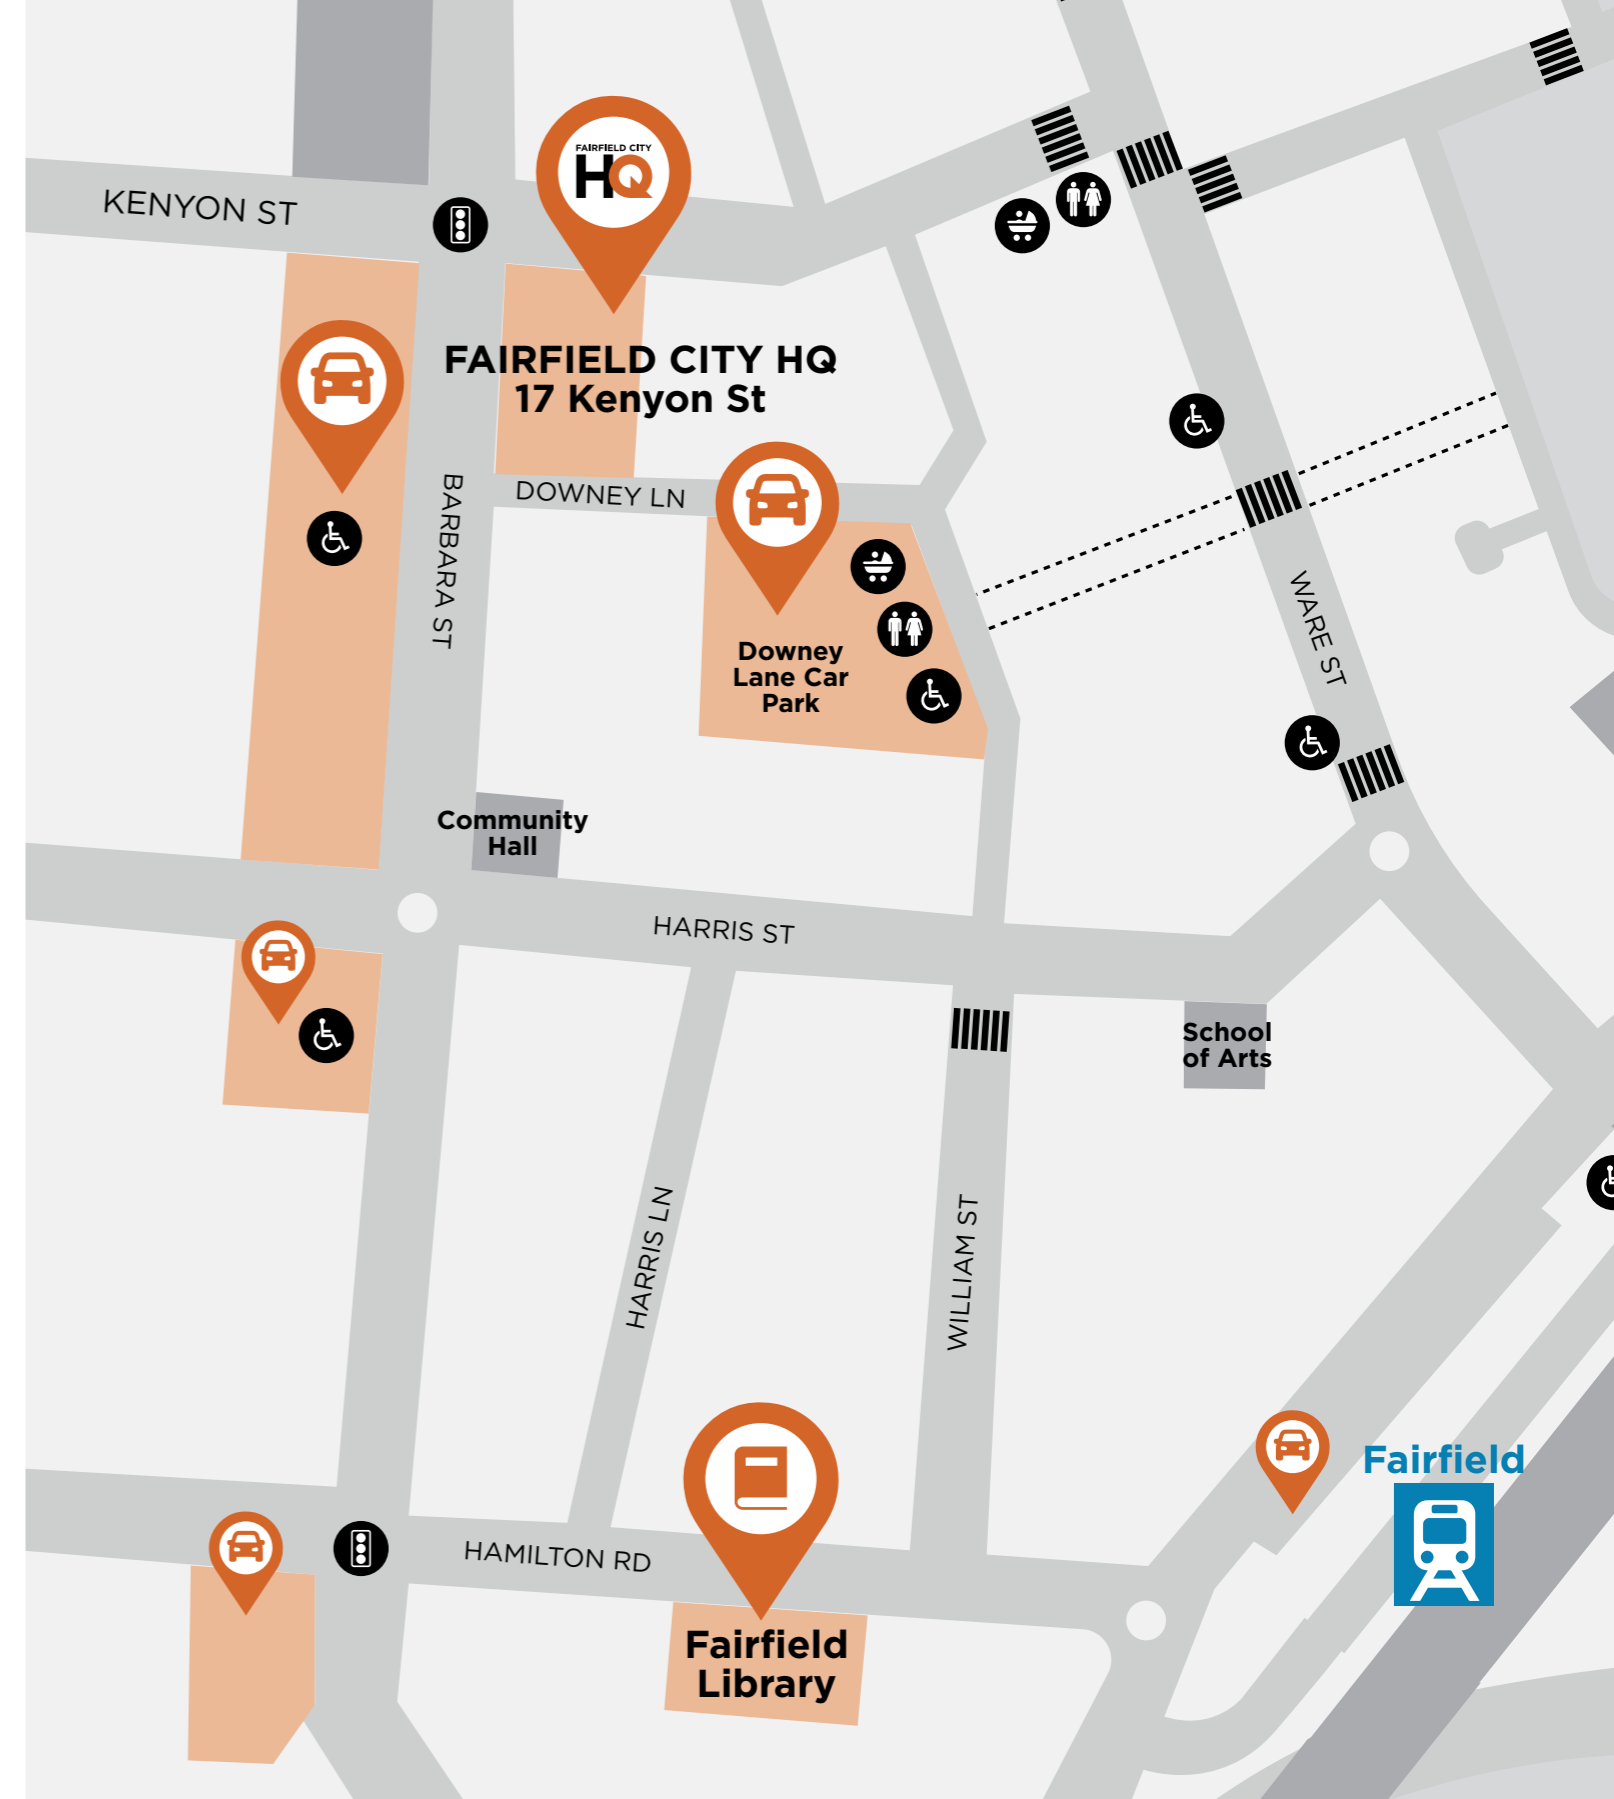 KENYON ST
FAIRFIELD CITY
HQ
FAIRFIELD CITY HQ
17 Kenyon St
BARBARA ST
DOWNEY LN
Downey
Lane Car
Park
WARE ST
Community
Hall
HARRIS ST
School
of Arts
HARRIS LN
WILLIAM ST
Fairfield
HAMILTON RD
Fairfield
Library